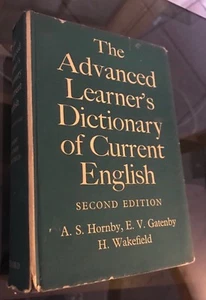 The
Advanced
Learner's
Dictionary
of Current
English
SECOND EDITION
A. S. Hornby, E. V. Gatenby
H. Wakefield